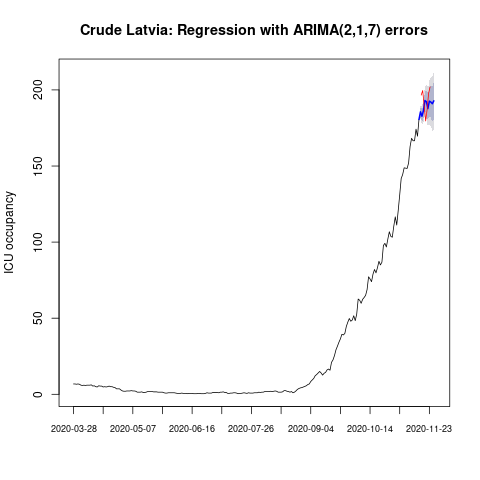 Crude Latvia: Regression with ARIMA(2,1,7) errors
ICU occupancy
200
150
100
50
0
2020-03-28 2020-05-07 2020-06-16 2020-07-26 2020-09-04 2020-10-14 2020-11-23